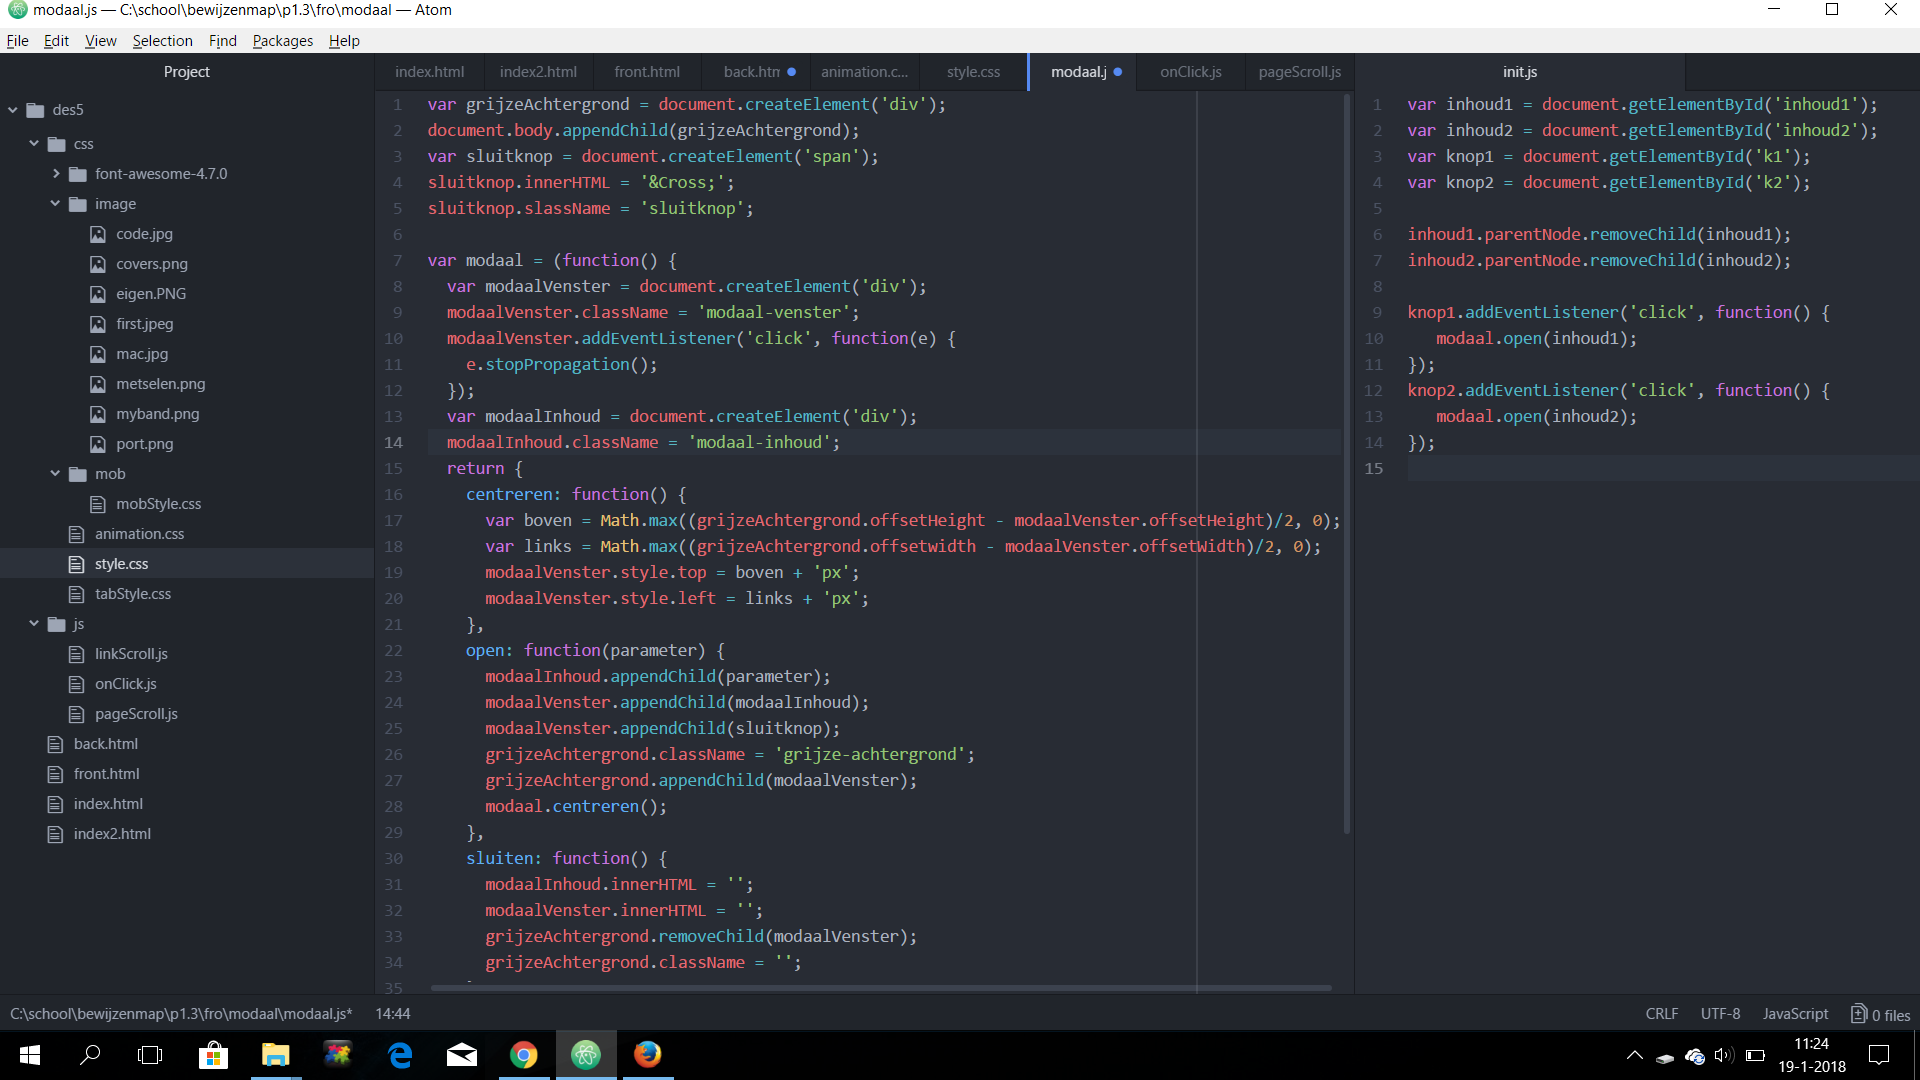 modaal.js — C:\school\bewijzenmap\p1.3\fro\modaal — Atom
File Edit View Selection Find Packages Help
Project
des5
css
font-awesome-4.7.0
image
code.jpg
covers.png
eigen.PNG
first.jpeg
mac.jpg
metselen.png
myband.png
port.png
mob
mobStyle.css
animation.css
style.css
tabStyle.css
js
linkScroll.js
onClick.js
pageScroll.js
back.html
front.html
index.html
index2.html
index.html index2.html front.html back.htm animation.c... style.css modaal.j onClick.js pageScroll.js
1 var grijzeAchtergrond = document.createElement('div');
2 document.body.appendChild(grijzeAchtergrond);
3 var sluitknop = document.createElement('span');
4 sluitknop.innerHTML = '&Cross;';
5 sluitknop.slassName = 'sluitknop';
6
7 var modaal = (function() {
8 var modaalVenster = document.createElement('div');
9 modaalVenster.className = 'modaal-venster';
10 modaalVenster.addEventListener('click', function(e) {
11 e.stopPropagation();
12 });
13 var modaalInhoud = document.createElement('div');
14 modaalInhoud.className = 'modaal-inhoud';
15 return {
16 centreren: function() {
17 var boven = Math.max((grijzeAchtergrond.offsetHeight - modaalVenster.offsetHeight)/2, 0);
18 var links = Math.max((grijzeAchtergrond.offsetwidth - modaalVenster.offsetWidth)/2, 0);
19 modaalVenster.style.top = boven + 'px';
20 modaalVenster.style.left = links + 'px';
21 },
22 open: function(parameter) {
23 modaalInhoud.appendChild(parameter);
24 modaalVenster.appendChild(modaalInhoud);
25 modaalVenster.appendChild(sluitknop);
26 grijzeAchtergrond.className = 'grijze-achtergrond';
27 grijzeAchtergrond.appendChild(modaalVenster);
28 modaal.centreren();
29 },
30 sluiten: function() {
31 modaalInhoud.innerHTML = '';
32 modaalVenster.innerHTML = '';
33 grijzeAchtergrond.removeChild(modaalVenster);
34 grijzeAchtergrond.className = '';
35
init.js
1 var inhoud1 = document.getElementById('inhoud1');
2 var inhoud2 = document.getElementById('inhoud2');
3 var knop1 = document.getElementById('k1');
4 var knop2 = document.getElementById('k2');
5
6 inhoud1.parentNode.removeChild(inhoud1);
7 inhoud2.parentNode.removeChild(inhoud2);
8
9 knop1.addEventListener('click', function() {
10 modaal.open(inhoud1);
11 });
12 knop2.addEventListener('click', function() {
13 modaal.open(inhoud2);
14 });
15
C:\school\bewijzenmap\p1.3\fro\modaal\modaal.js* 14:44
CRLF UTF-8 JavaScript 0 files
11:24
19-1-2018